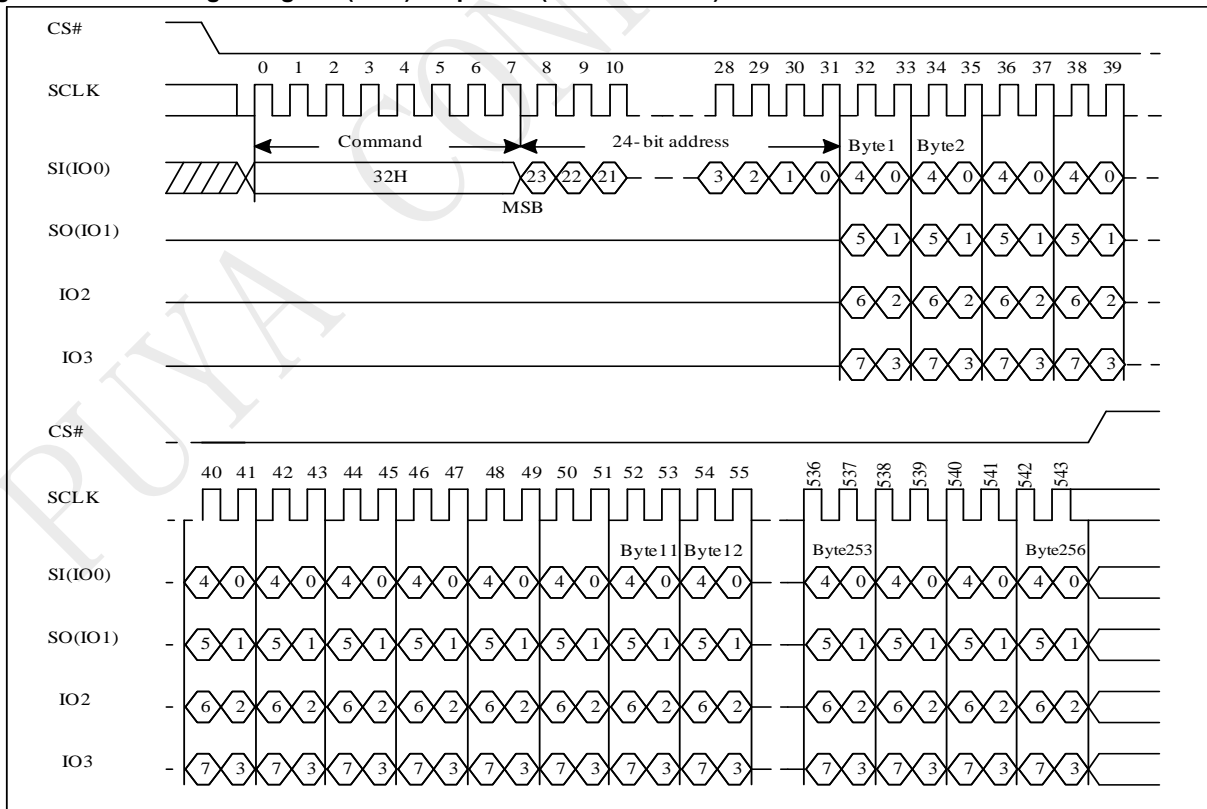 CS#
0 1 2 3 4 5 6 7 8 9 10 28 29 30 31 32 33 34 35 36 37 38 39
SCLK
Command 24-bit address Byte1 Byte2
SI(IO0) 32H 23 22 21 3 2 1 0 4 0 4 0 4 0 4 0
MSB
SO(IO1) 5 1 5 1 5 1 5 1
IO2 6 2 6 2 6 2 6 2
IO3 7 3 7 3 7 3 7 3
CS#
40 41 42 43 44 45 46 47 48 49 50 51 52 53 54 55 536 537 538 539 540 541 542 543
SCLK
Byte11 Byte12 Byte253 Byte256
SI(IO0) 4 0 4 0 4 0 4 0 4 0 4 0 4 0 4 0 4 0 4 0 4 0 4 0
SO(IO1) 5 1 5 1 5 1 5 1 5 1 5 1 5 1 5 1 5 1 5 1 5 1 5 1
IO2 6 2 6 2 6 2 6 2 6 2 6 2 6 2 6 2 6 2 6 2 6 2 6 2
IO3 7 3 7 3 7 3 7 3 7 3 7 3 7 3 7 3 7 3 7 3 7 3 7 3
PUYA